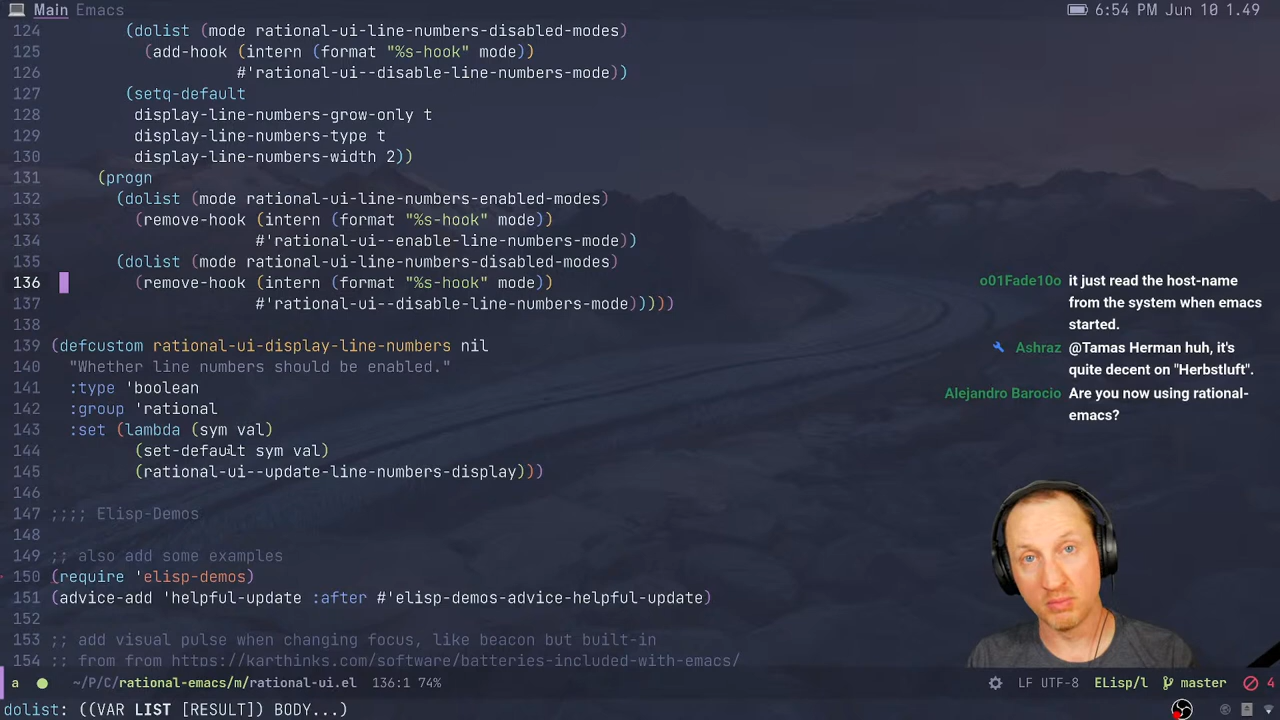 Main Emacs
6:54 PM Jun 10 1.49
124 (dolist (mode rational-ui-line-numbers-disabled-modes)
125 (add-hook (intern (format "%s-hook" mode))
126 #'rational-ui--disable-line-numbers-mode))
127 (setq-default
128 display-line-numbers-grow-only t
129 display-line-numbers-type t
130 display-line-numbers-width 2))
131 (progn
132 (dolist (mode rational-ui-line-numbers-enabled-modes)
133 (remove-hook (intern (format "%s-hook" mode))
134 #'rational-ui--enable-line-numbers-mode))
135 (dolist (mode rational-ui-line-numbers-disabled-modes)
136 (remove-hook (intern (format "%s-hook" mode))
137 #'rational-ui--disable-line-numbers-mode)))))
138
139 (defcustom rational-ui-display-line-numbers nil
140 "Whether line numbers should be enabled."
141 :type 'boolean
142 :group 'rational
143 :set (lambda (sym val)
144 (set-default sym val)
145 (rational-ui--update-line-numbers-display)))
146
147 ;;;; Elisp-Demos
148
149 ;; also add some examples
150 (require 'elisp-demos)
151 (advice-add 'helpful-update :after #'elisp-demos-advice-helpful-update)
152
153 ;; add visual pulse when changing focus, like beacon but built-in
154 ;; from from https://karthinks.com/software/batteries-included-with-emacs/
o01Fade10o it just read the host-name
from the system when emacs
started.
Ashraz @Tamas Herman huh, it's
quite decent on "Herbstluft".
Alejandro Barocio Are you now using rational-
emacs?
a ~/P/C/rational-emacs/m/rational-ui.el 136:1 74%
LF UTF-8 ELisp/l master 4
dolist: ((VAR LIST [RESULT]) BODY...)